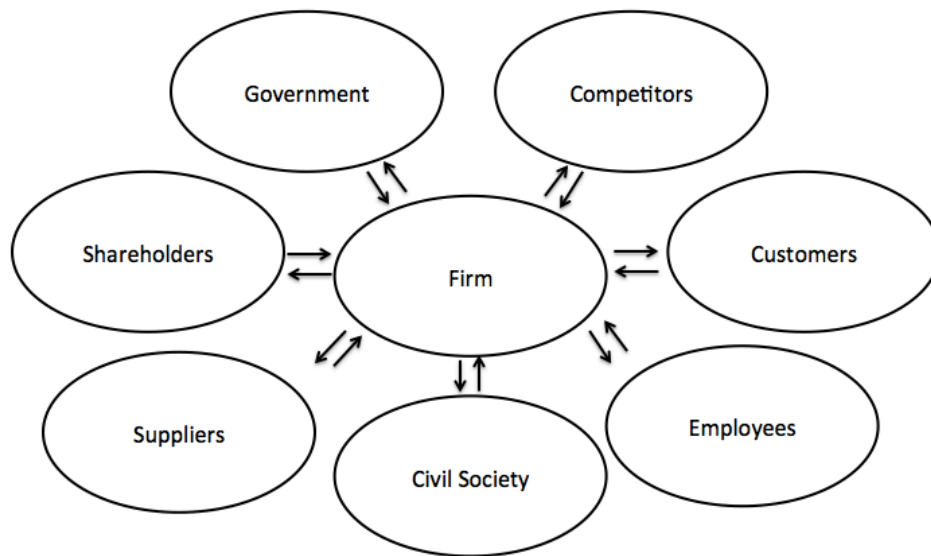 Government
Competitors
Shareholders
Firm
Customers
Suppliers
Civil Society
Employees